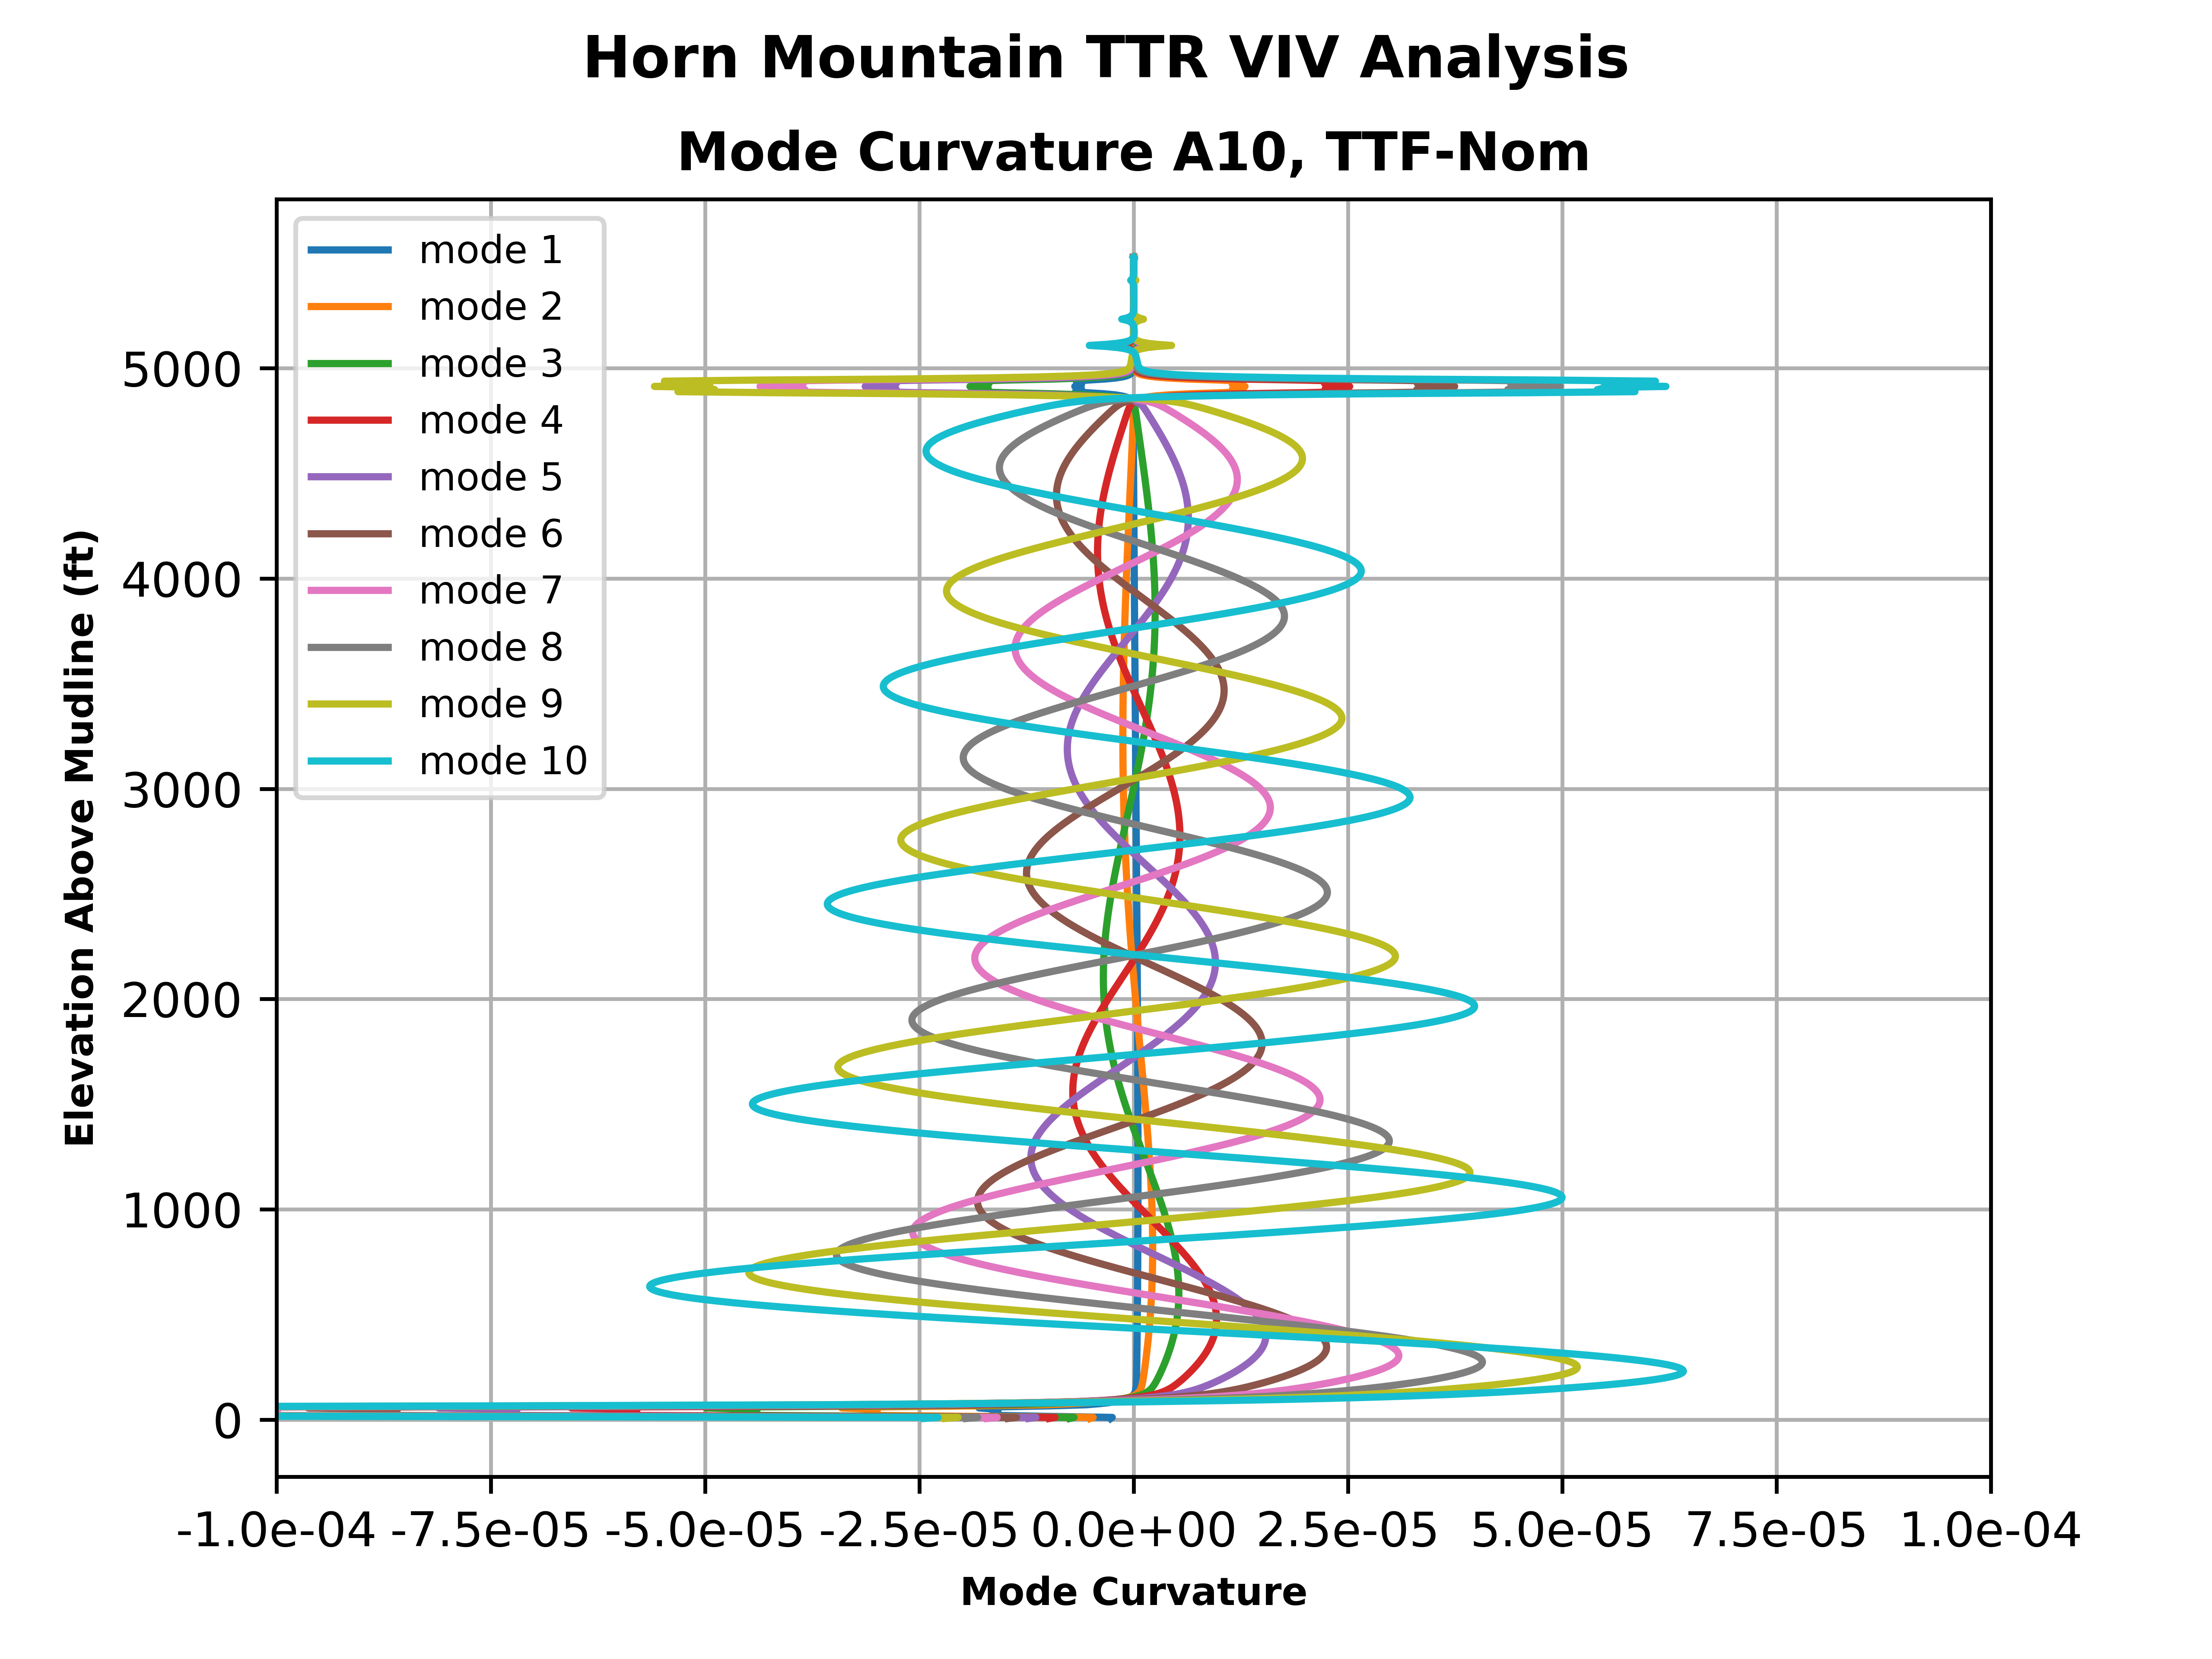 Horn Mountain TTR VIV Analysis
Mode Curvature A10, TTF-Nom
mode 1
mode 2
mode 3
mode 4
mode 5
mode 6
mode 7
mode 8
mode 9
mode 10
5000
4000
3000
2000
1000
0
Elevation Above Mudline (ft)
-1.0e-04 -7.5e-05 -5.0e-05 -2.5e-05 0.0e+00 2.5e-05 5.0e-05 7.5e-05 1.0e-04
Mode Curvature